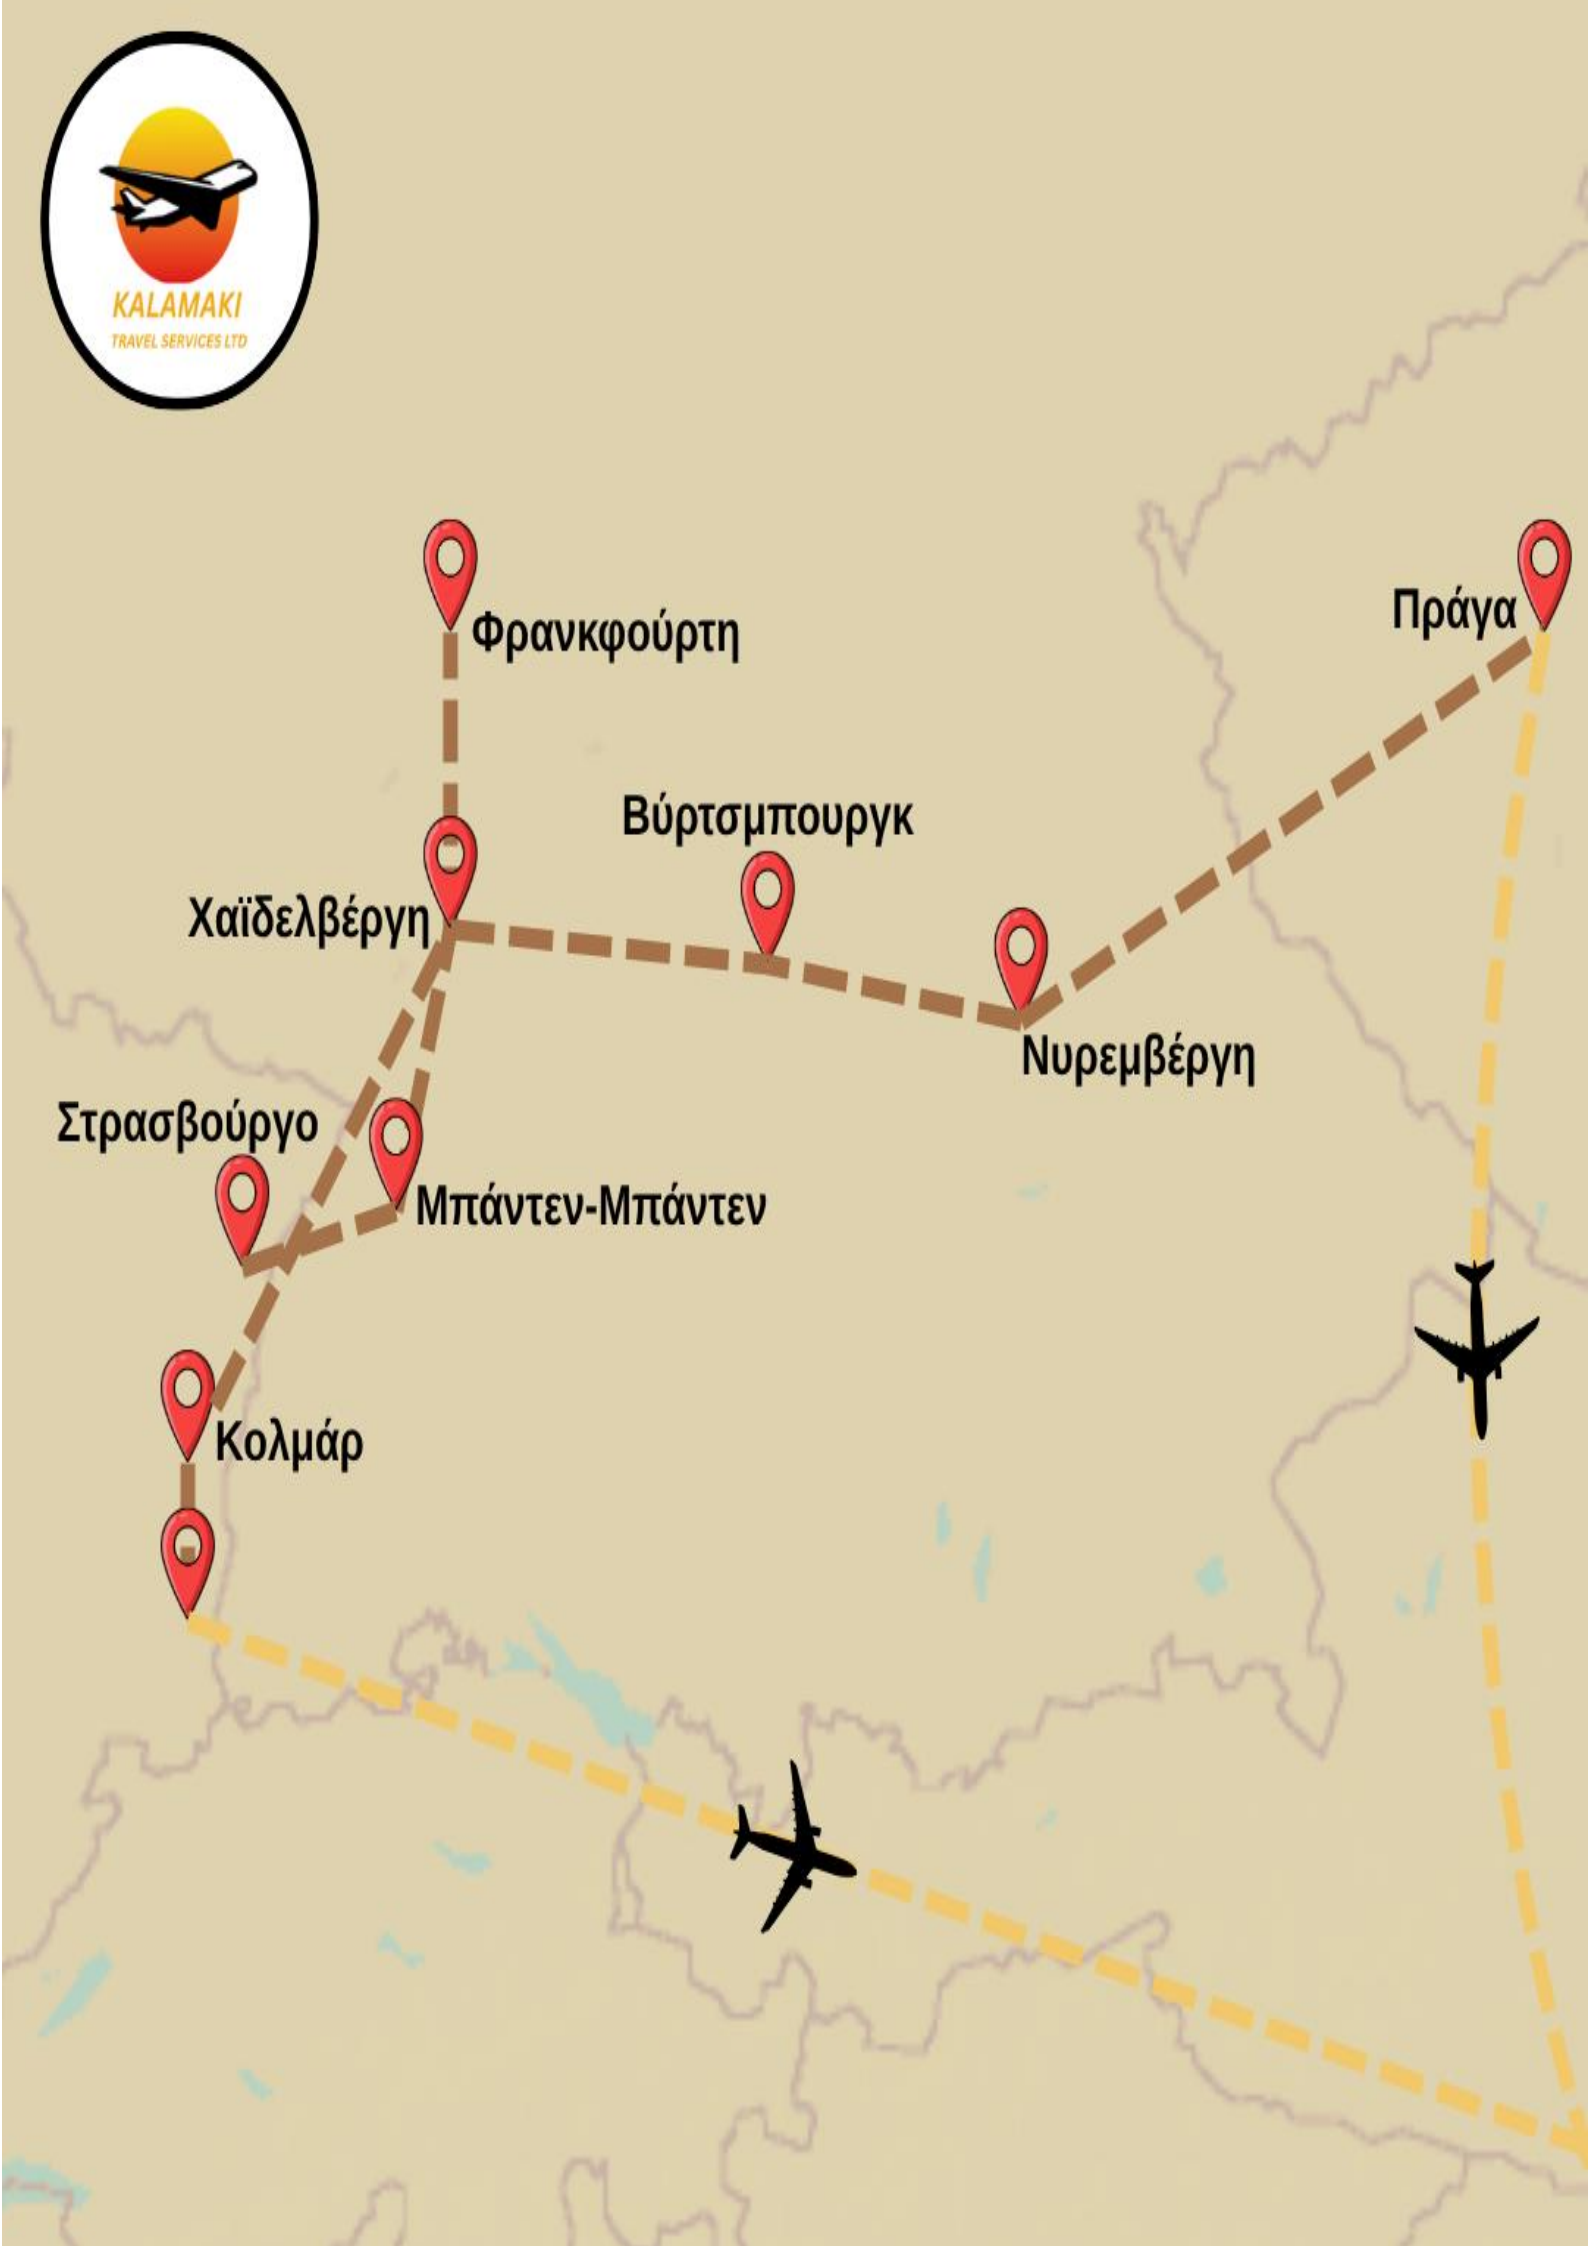 KALAMAKI
TRAVEL SERVICES LTD
Φρανκφούρτη
Πράγα
Βύρτσμπουργκ
Χαϊδελβέργη
Νυρεμβέργη
Στρασβούργο
Μπάντεν-Μπάντεν
Κολμάρ